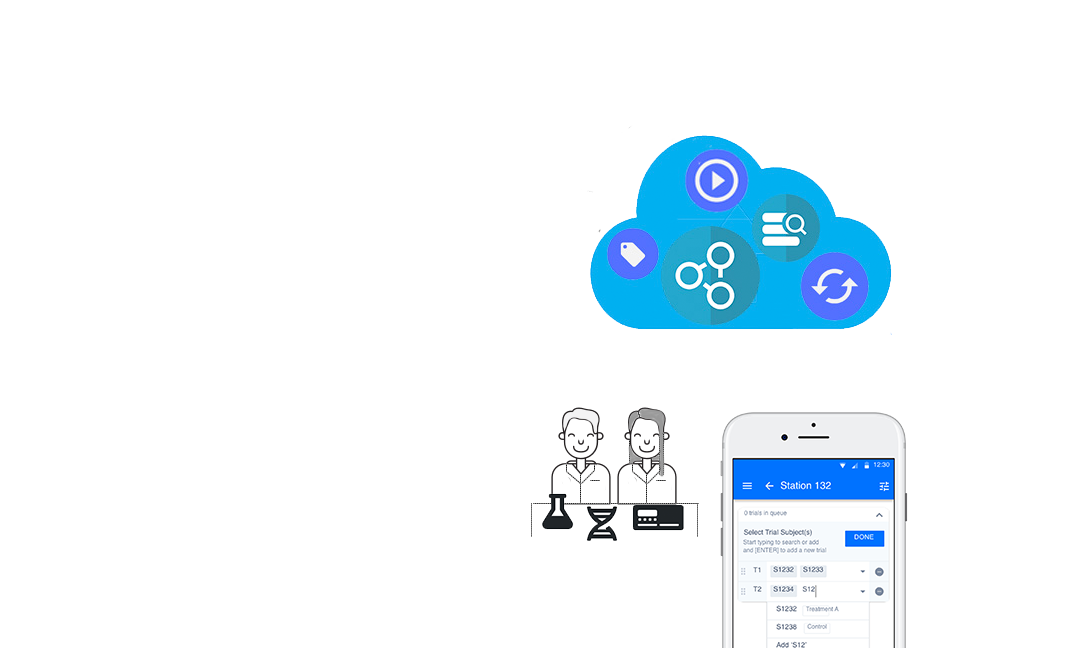 12:30
Station 132
0 trials in queue
Select Trial Subject(s)
Start typing to search or add
and [ENTER] to add a new trial
DONE
T1 S1232 S1233
T2 S1234 S12
S1232 Treatment A
S1238 Control
Add 'S12'